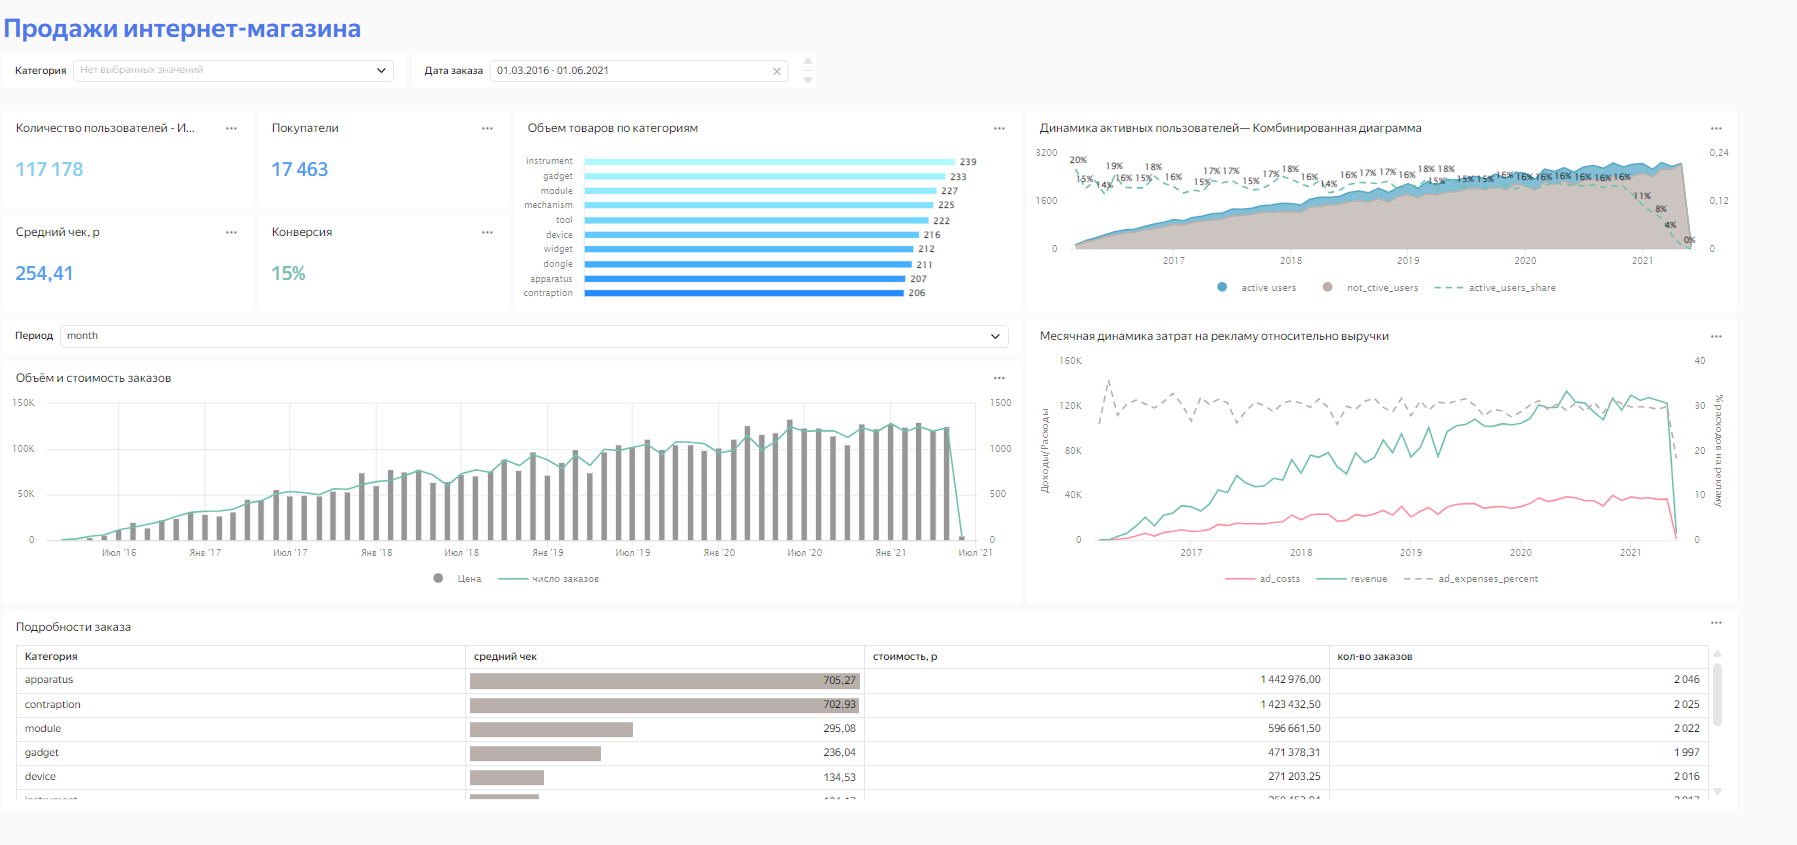 Продажи интернет-магазина
Категория Нет выбранных значений
Дата заказа 01.03.2016 - 01.06.2021
Количество пользователей - И...
117 178
Покупатели
17 463
Средний чек, р
254,41
Конверсия
15%
Объем товаров по категориям
instrument 239
gadget 233
module 227
mechanism 225
tool 222
device 216
widget 212
dongle 211
apparatus 207
contraption 206
Динамика активных пользователей— Комбинированная диаграмма
3200 0,24
1600 0,12
0 0
20% 15% 14% 19% 16% 15% 18% 16% 15% 17% 17% 15% 17% 18% 16% 14% 16% 17% 17% 16% 18% 15% 18% 15% 15% 16% 16% 16% 16% 16% 16% 16% 11% 8% 4% 0%
2017 2018 2019 2020 2021
active users not_ctive_users active_users_share
Период month
Объём и стоимость заказов
150K 1500
100K 1000
50K 500
0 0
Июл '16 Янв '17 Июл '17 Янв '18 Июл '18 Янв '19 Июл '19 Янв '20 Июл '20 Янв '21 Июл '21
Цена число заказов
Месячная динамика затрат на рекламу относительно выручки
160K 40
120K 30
80K 20
40K 10
0 0
Доходы/Расходы
% расходов на рекламу
2017 2018 2019 2020 2021
ad_costs revenue ad_expenses_percent
Подробности заказа
Категория средний чек стоимость, р кол-во заказов
apparatus 705,27 1 442 976,00 2 046
contraption 702,93 1 423 432,50 2 025
module 295,08 596 661,50 2 022
gadget 236,04 471 378,31 1 997
device 134,53 271 203,25 2 016